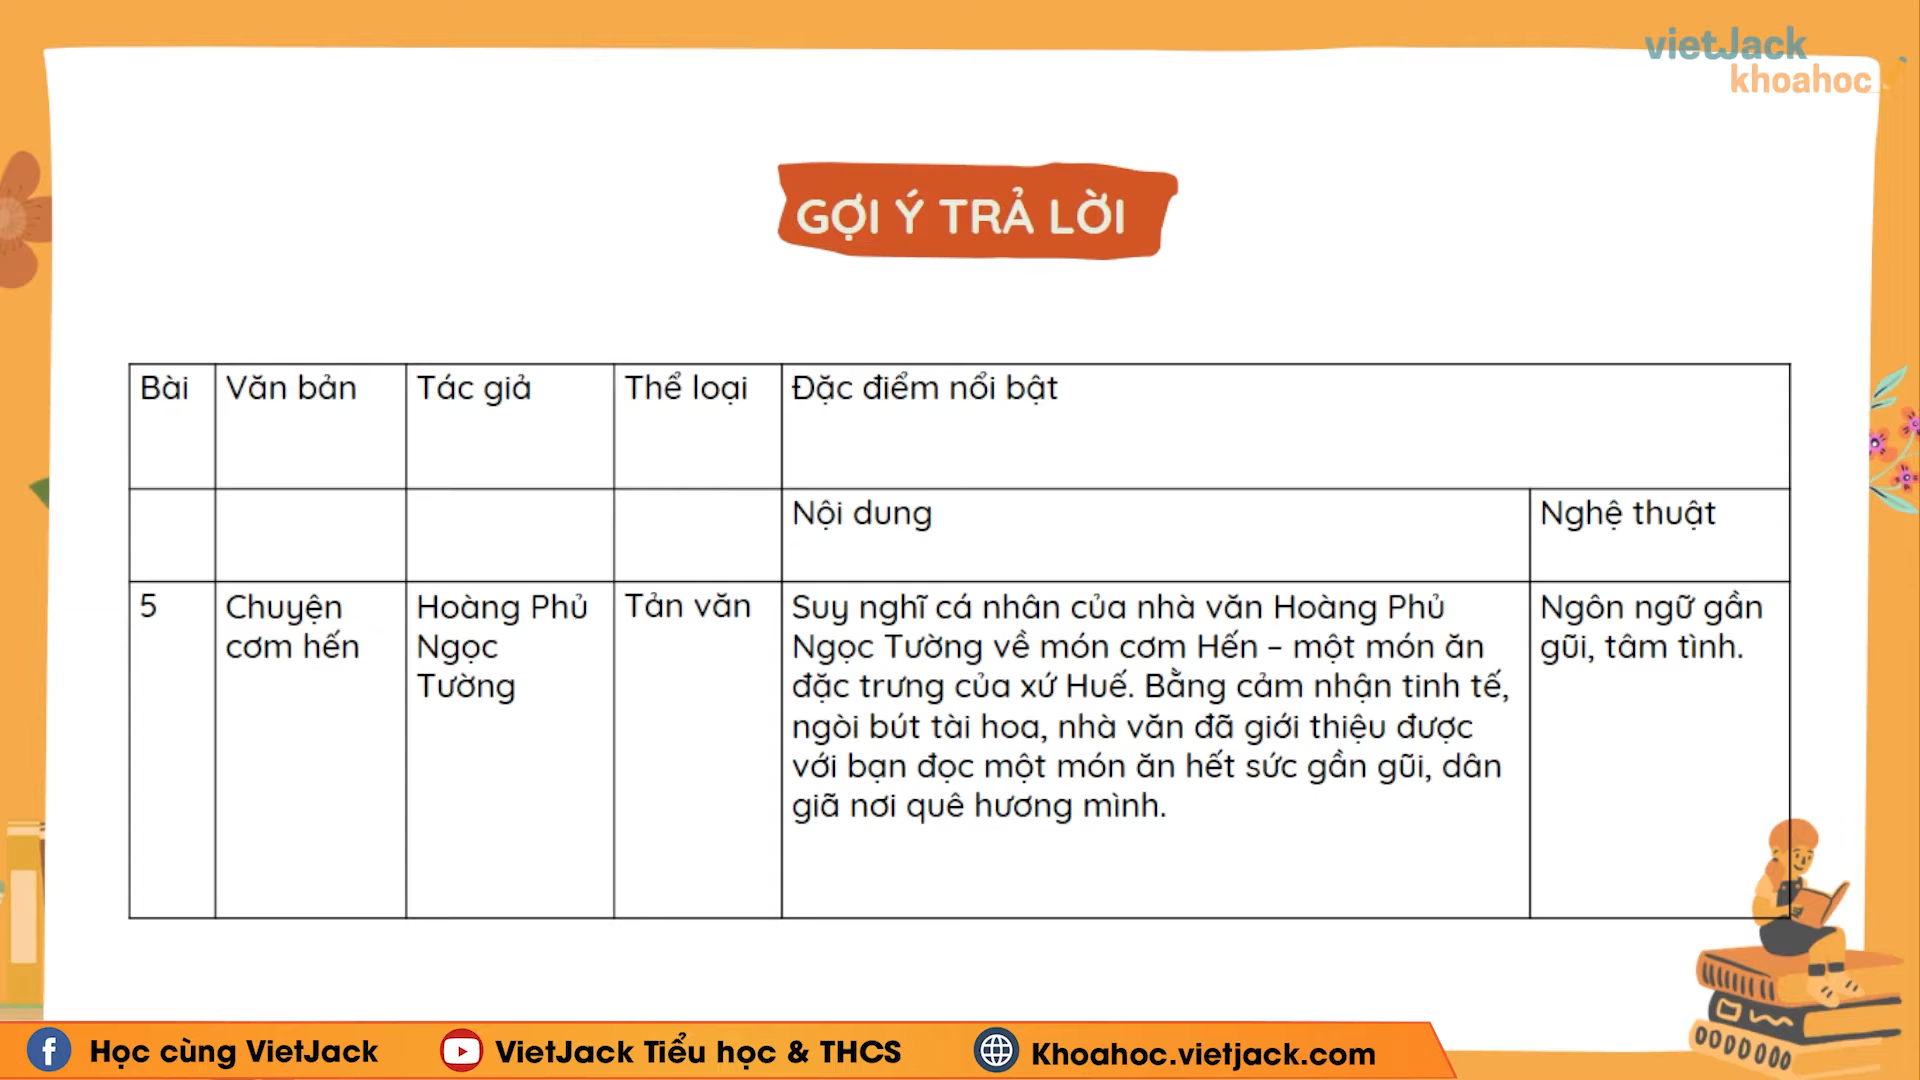 vietJack
khoahoc
GỢI Ý TRẢ LỜI
Bài
Văn bản
Tác giả
Thể loại
Đặc điểm nổi bật
Nội dung
Nghệ thuật
5
Chuyện
cơm hến
Hoàng Phủ
Ngọc
Tường
Tản văn
Suy nghĩ cá nhân của nhà văn Hoàng Phủ
Ngọc Tường về món cơm Hến – một món ăn
đặc trưng của xứ Huế. Bằng cảm nhận tinh tế,
ngòi bút tài hoa, nhà văn đã giới thiệu được
với bạn đọc một món ăn hết sức gần gũi, dân
giã nơi quê hương mình.
Ngôn ngữ gần
gũi, tâm tình.
Học cùng VietJack
VietJack Tiểu học & THCS
Khoahoc.vietjack.com